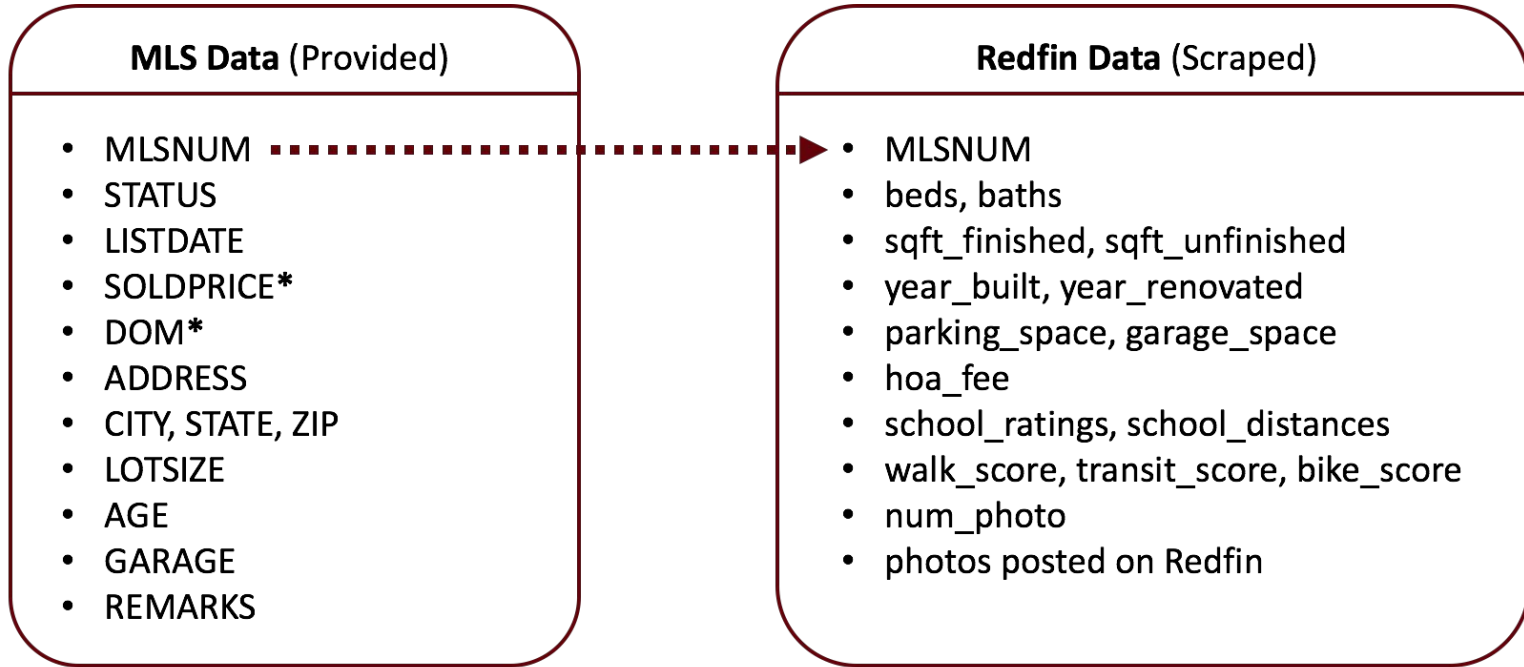 MLS Data (Provided)
• MLSNUM
• STATUS
• LISTDATE
• SOLDPRICE*
• DOM*
• ADDRESS
• CITY, STATE, ZIP
• LOTSIZE
• AGE
• GARAGE
• REMARKS
Redfin Data (Scraped)
• MLSNUM
• beds, baths
• sqft_finished, sqft_unfinished
• year_built, year_renovated
• parking_space, garage_space
• hoa_fee
• school_ratings, school_distances
• walk_score, transit_score, bike_score
• num_photo
• photos posted on Redfin